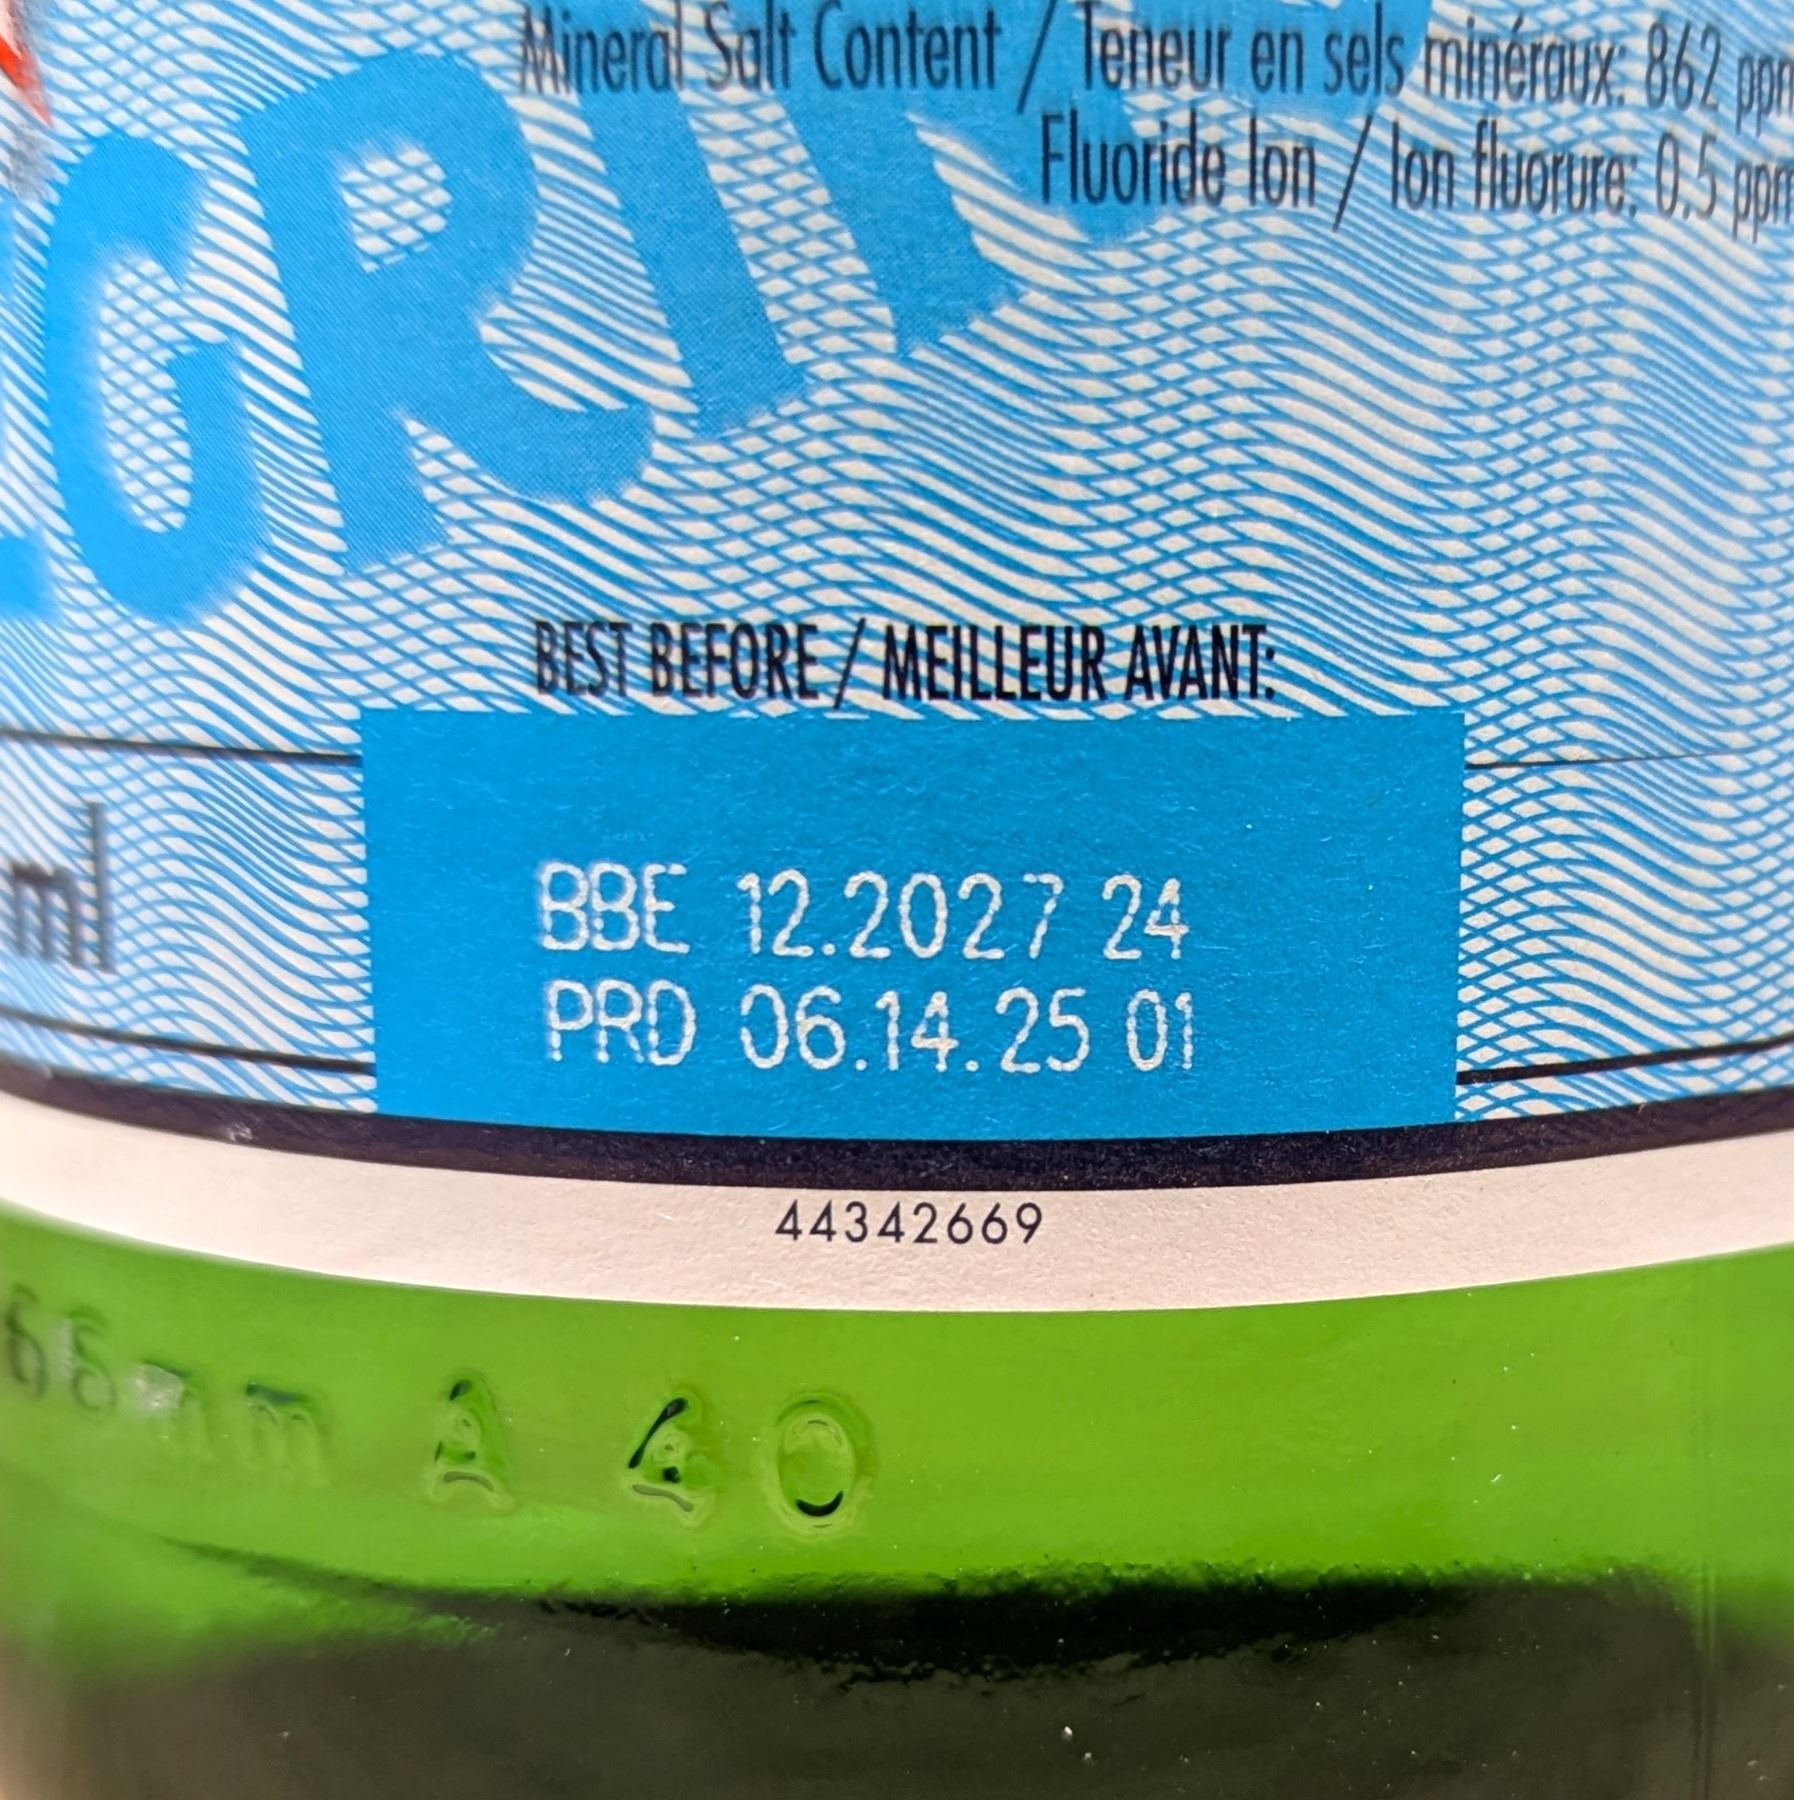 Mineral Salt Content / Teneur en sels minéraux: 862 ppm
Fluoride Ion / Ion fluorure: 0.5 ppm
BEST BEFORE / MEILLEUR AVANT:
ml
BBE 12.2027 24
PRD 06.14.25 01
44342669
66mm 40